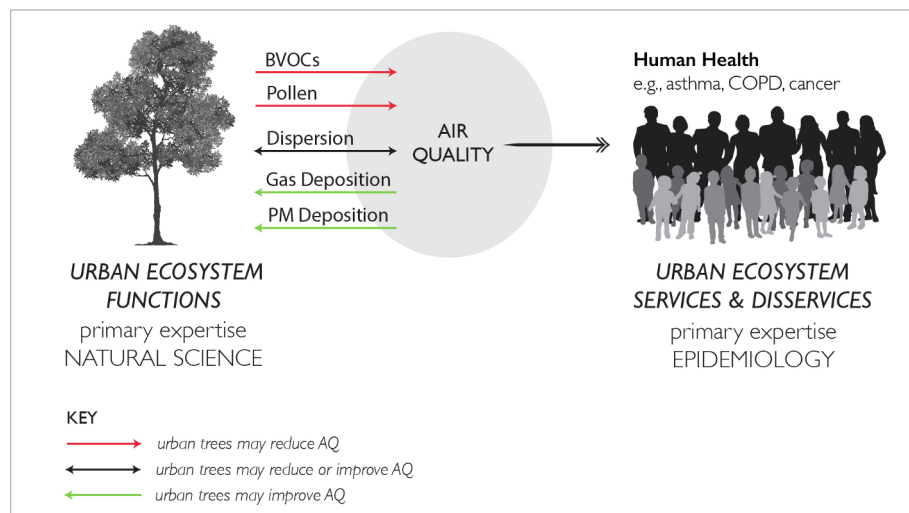 BVOCs
Pollen
Dispersion
Gas Deposition
PM Deposition
AIR
QUALITY
Human Health
e.g., asthma, COPD, cancer
URBAN ECOSYSTEM
FUNCTIONS
primary expertise
NATURAL SCIENCE
URBAN ECOSYSTEM
SERVICES & DISSERVICES
primary expertise
EPIDEMIOLOGY
KEY
urban trees may reduce AQ
urban trees may reduce or improve AQ
urban trees may improve AQ